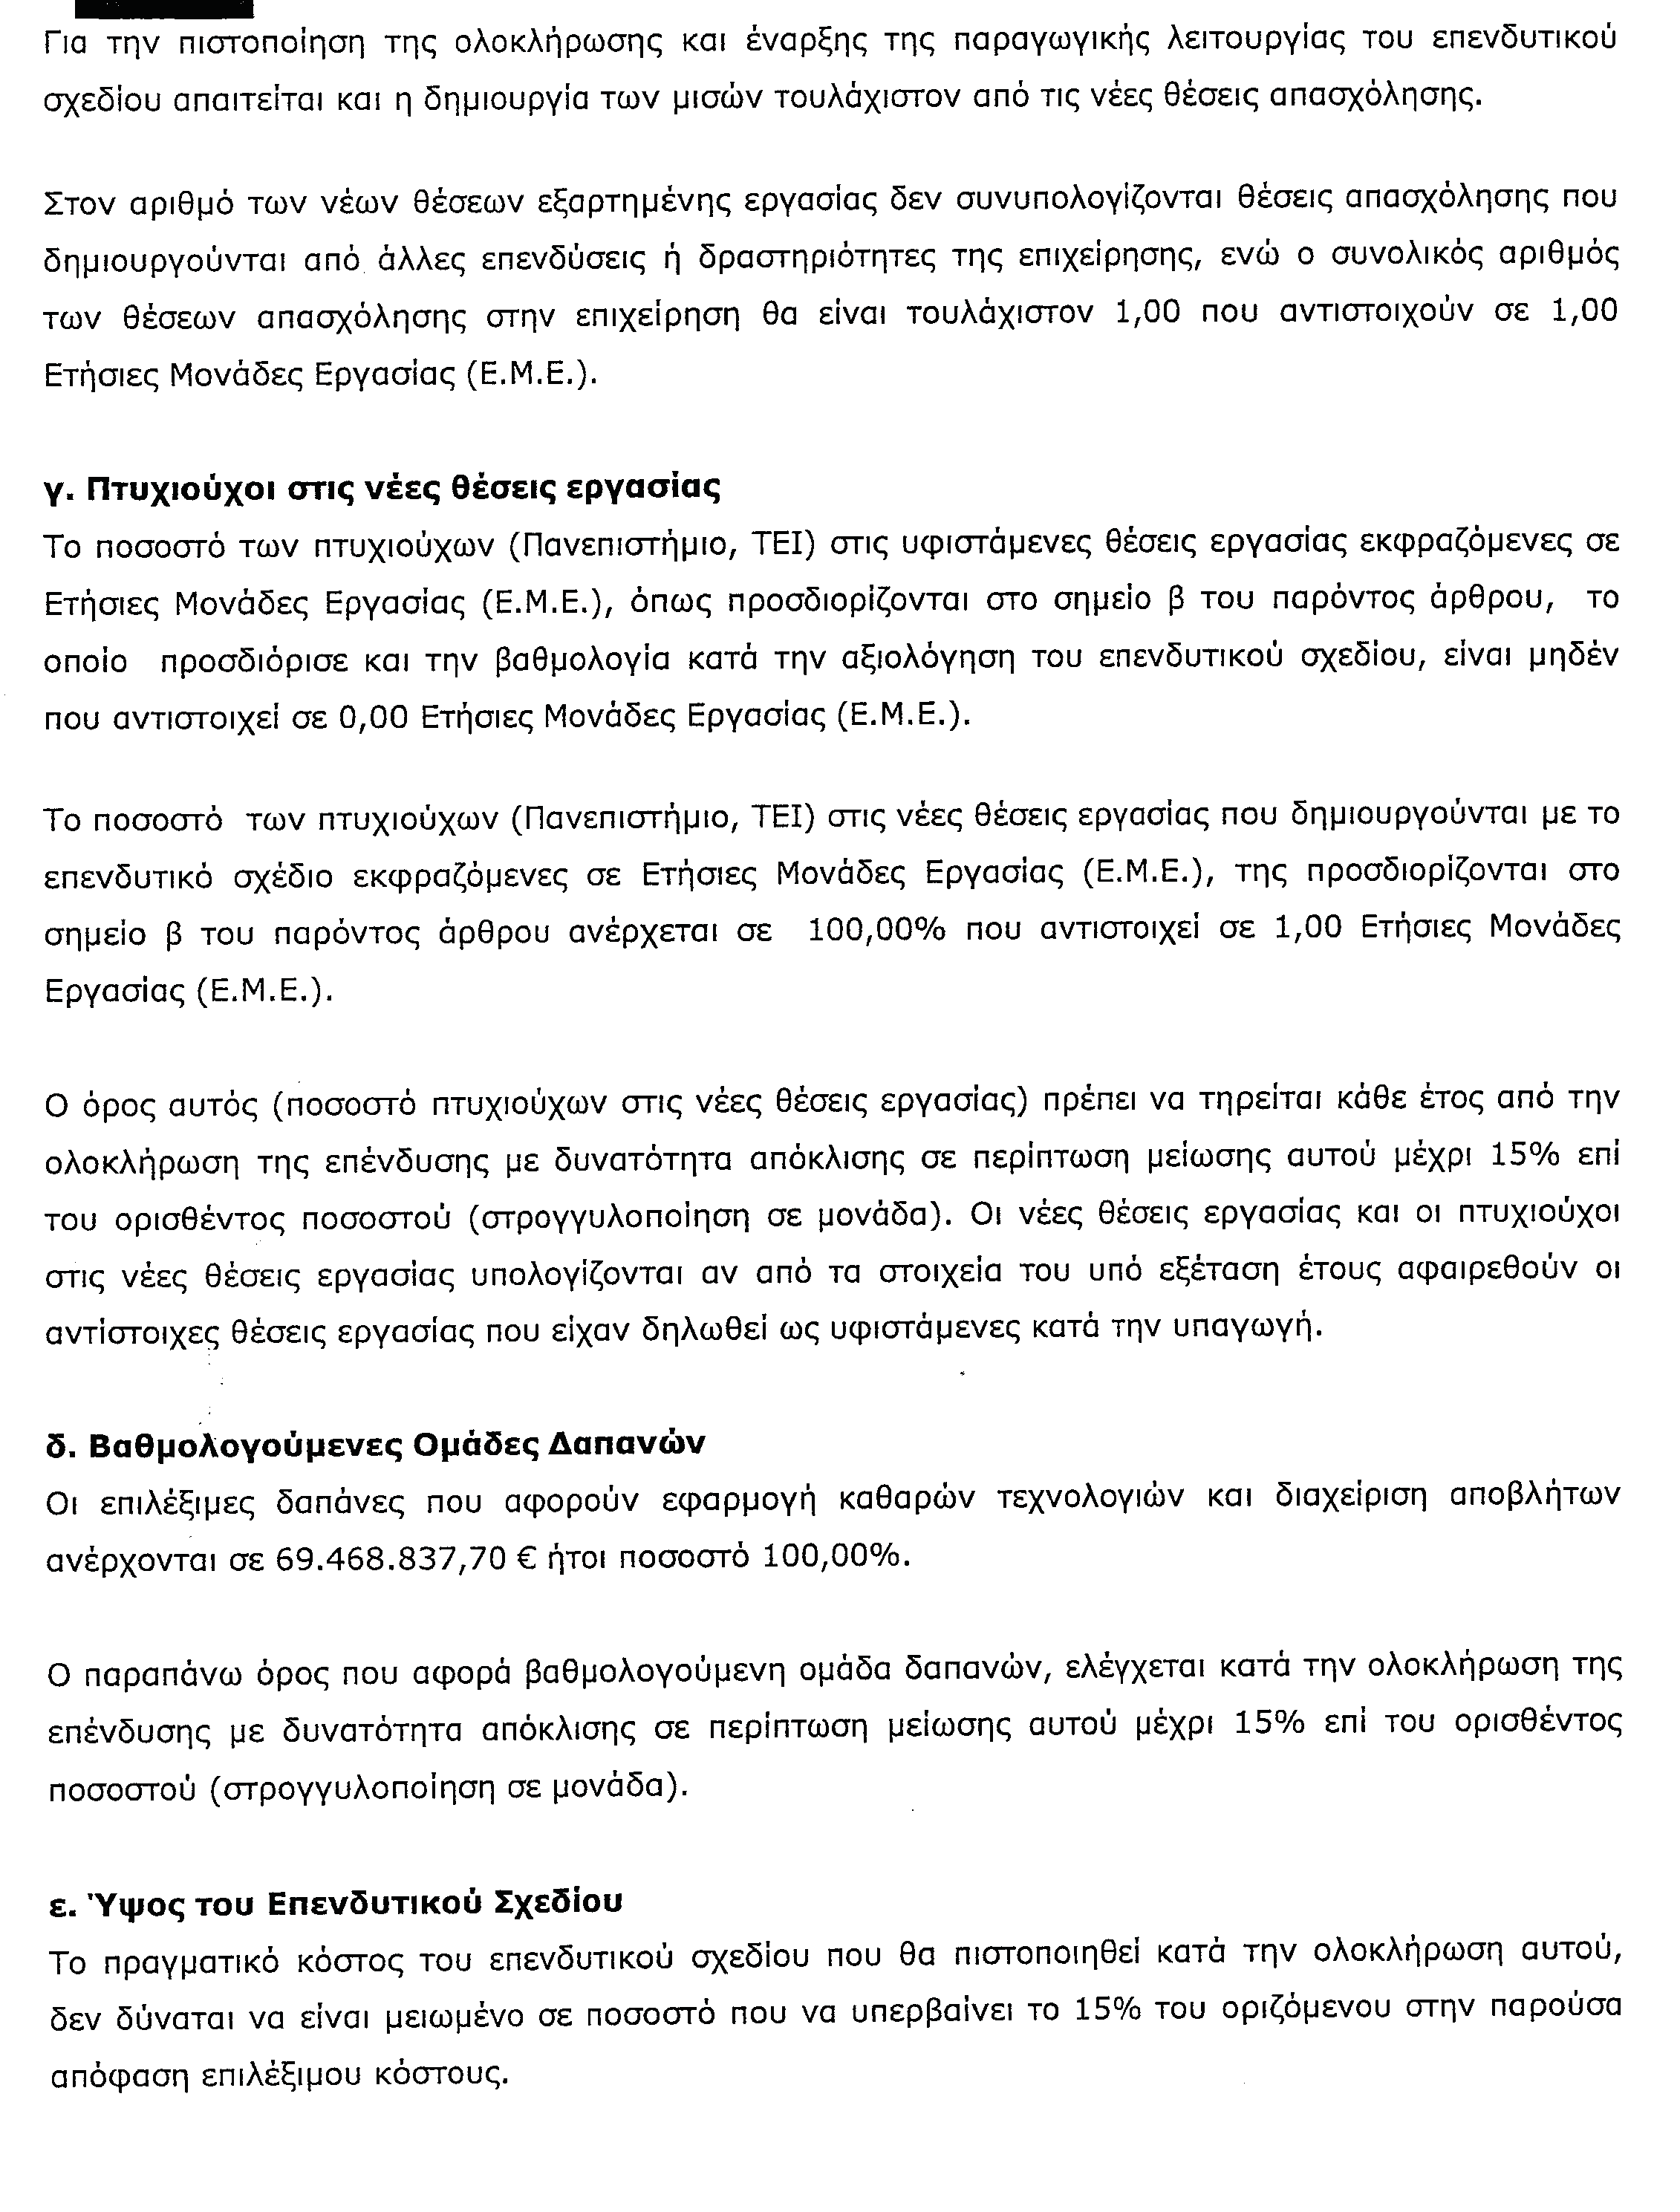 Για την πιστοποίηση της ολοκλήρωσης και έναρξης της παραγωγικής λειτουργίας του επενδυτικού
σχεδίου απαιτείται και η δημιουργία των μισών τουλάχιστον από τις νέες θέσεις απασχόλησης.
Στον αριθμό των νέων θέσεων εξαρτημένης εργασίας δεν συνυπολογίζονται θέσεις απασχόλησης που
δημιουργούνται από άλλες επενδύσεις ή δραστηριότητες της επιχείρησης, ενώ ο συνολικός αριθμός
των θέσεων απασχόλησης στην επιχείρηση θα είναι τουλάχιστον 1,00 που αντιστοιχούν σε 1,00
Ετήσιες Μονάδες Εργασίας (Ε.Μ.Ε.).
γ. Πτυχιούχοι στις νέες θέσεις εργασίας
Το ποσοστό των πτυχιούχων (Πανεπιστήμιο, ΤΕΙ) στις υφιστάμενες θέσεις εργασίας εκφραζόμενες σε
Ετήσιες Μονάδες Εργασίας (Ε.Μ.Ε.), όπως προσδιορίζονται στο σημείο β του παρόντος άρθρου, το
οποίο προσδιόρισε και την βαθμολογία κατά την αξιολόγηση του επενδυτικού σχεδίου, είναι μηδέν
που αντιστοιχεί σε 0,00 Ετήσιες Μονάδες Εργασίας (Ε.Μ.Ε.).
Το ποσοστό των πτυχιούχων (Πανεπιστήμιο, ΤΕΙ) στις νέες θέσεις εργασίας που δημιουργούνται με το
επενδυτικό σχέδιο εκφραζόμενες σε Ετήσιες Μονάδες Εργασίας (Ε.Μ.Ε.), της προσδιορίζονται στο
σημείο β του παρόντος άρθρου ανέρχεται σε 100,00% που αντιστοιχεί σε 1,00 Ετήσιες Μονάδες
Εργασίας (Ε.Μ.Ε.).
Ο όρος αυτός (ποσοστό πτυχιούχων στις νέες θέσεις εργασίας) πρέπει να τηρείται κάθε έτος από την
ολοκλήρωση της επένδυσης με δυνατότητα απόκλισης σε περίπτωση μείωσης αυτού μέχρι 15% επί
του ορισθέντος ποσοστού (στρογγυλοποίηση σε μονάδα). Οι νέες θέσεις εργασίας και οι πτυχιούχοι
στις νέες θέσεις εργασίας υπολογίζονται αν από τα στοιχεία του υπό εξέταση έτους αφαιρεθούν οι
αντίστοιχες θέσεις εργασίας που είχαν δηλωθεί ως υφιστάμενες κατά την υπαγωγή.
δ. Βαθμολογούμενες Ομάδες Δαπανών
Οι επιλέξιμες δαπάνες που αφορούν εφαρμογή καθαρών τεχνολογιών και διαχείριση αποβλήτων
ανέρχονται σε 69.468.837,70 € ήτοι ποσοστό 100,00%.
Ο παραπάνω όρος που αφορά βαθμολογούμενη ομάδα δαπανών, ελέγχεται κατά την ολοκλήρωση της
επένδυσης με δυνατότητα απόκλισης σε περίπτωση μείωσης αυτού μέχρι 15% επί του ορισθέντος
ποσοστού (στρογγυλοποίηση σε μονάδα).
ε. Ύψος του Επενδυτικού Σχεδίου
Το πραγματικό κόστος του επενδυτικού σχεδίου που θα πιστοποιηθεί κατά την ολοκλήρωση αυτού,
δεν δύναται να είναι μειωμένο σε ποσοστό που να υπερβαίνει το 15% του οριζόμενου στην παρούσα
απόφαση επιλέξιμου κόστους.